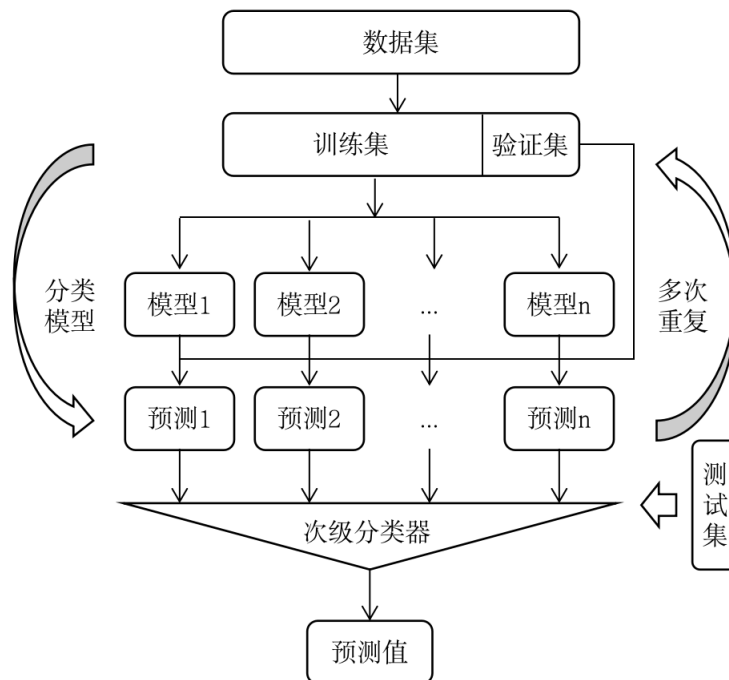 数据集
训练集
验证集
分类
模型
模型1
模型2
...
模型n
多次
重复
预测1
预测2
...
预测n
测
试
集
次级分类器
预测值